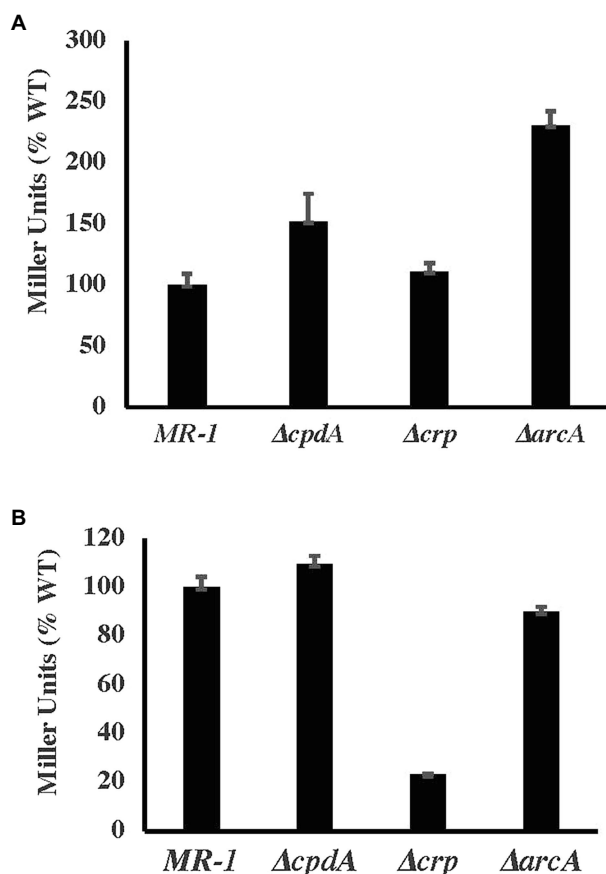 A
Miller Units (% WT)
300
250
200
150
100
50
0
MR-1 ΔcpdA Δcrp ΔarcA
B
Miller Units (% WT)
120
100
80
60
40
20
0
MR-1 ΔcpdA Δcrp ΔarcA